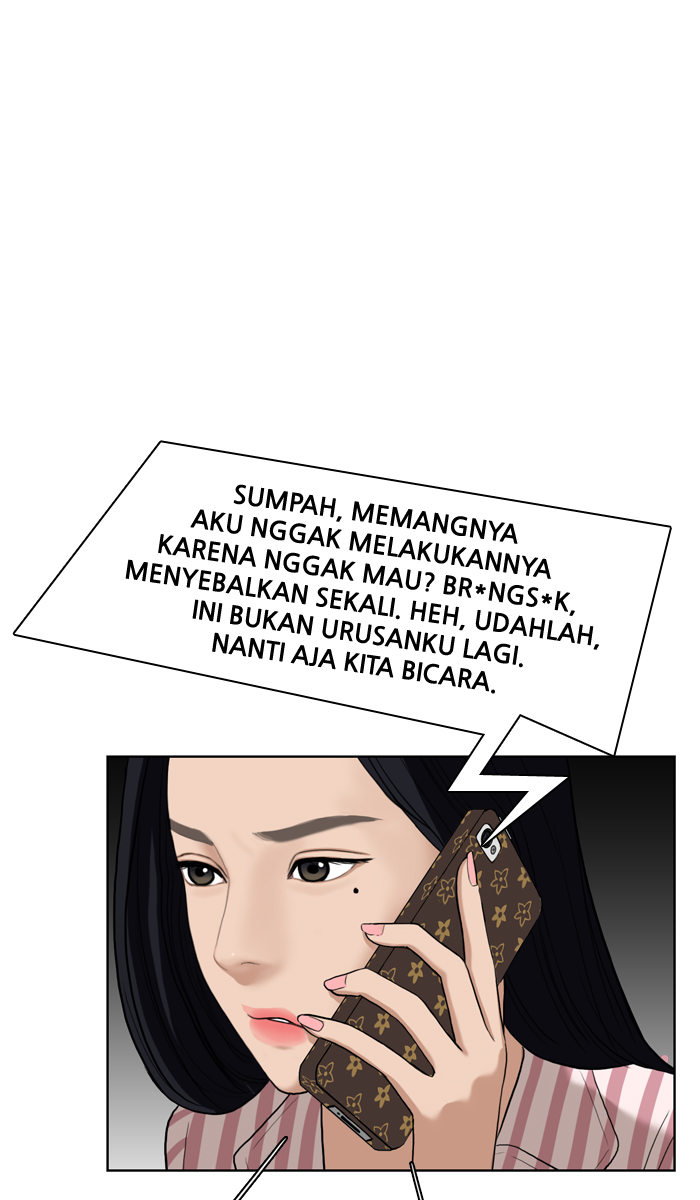 SUMPAH, MEMANGNYA
AKU NGGAK MELAKUKANNYA
KARENA NGGAK MAU? BR*NGS*K,
MENYEBALKAN SEKALI. HEH, UDAHLAH,
INI BUKAN URUSANKU LAGI.
NANTI AJA KITA BICARA.